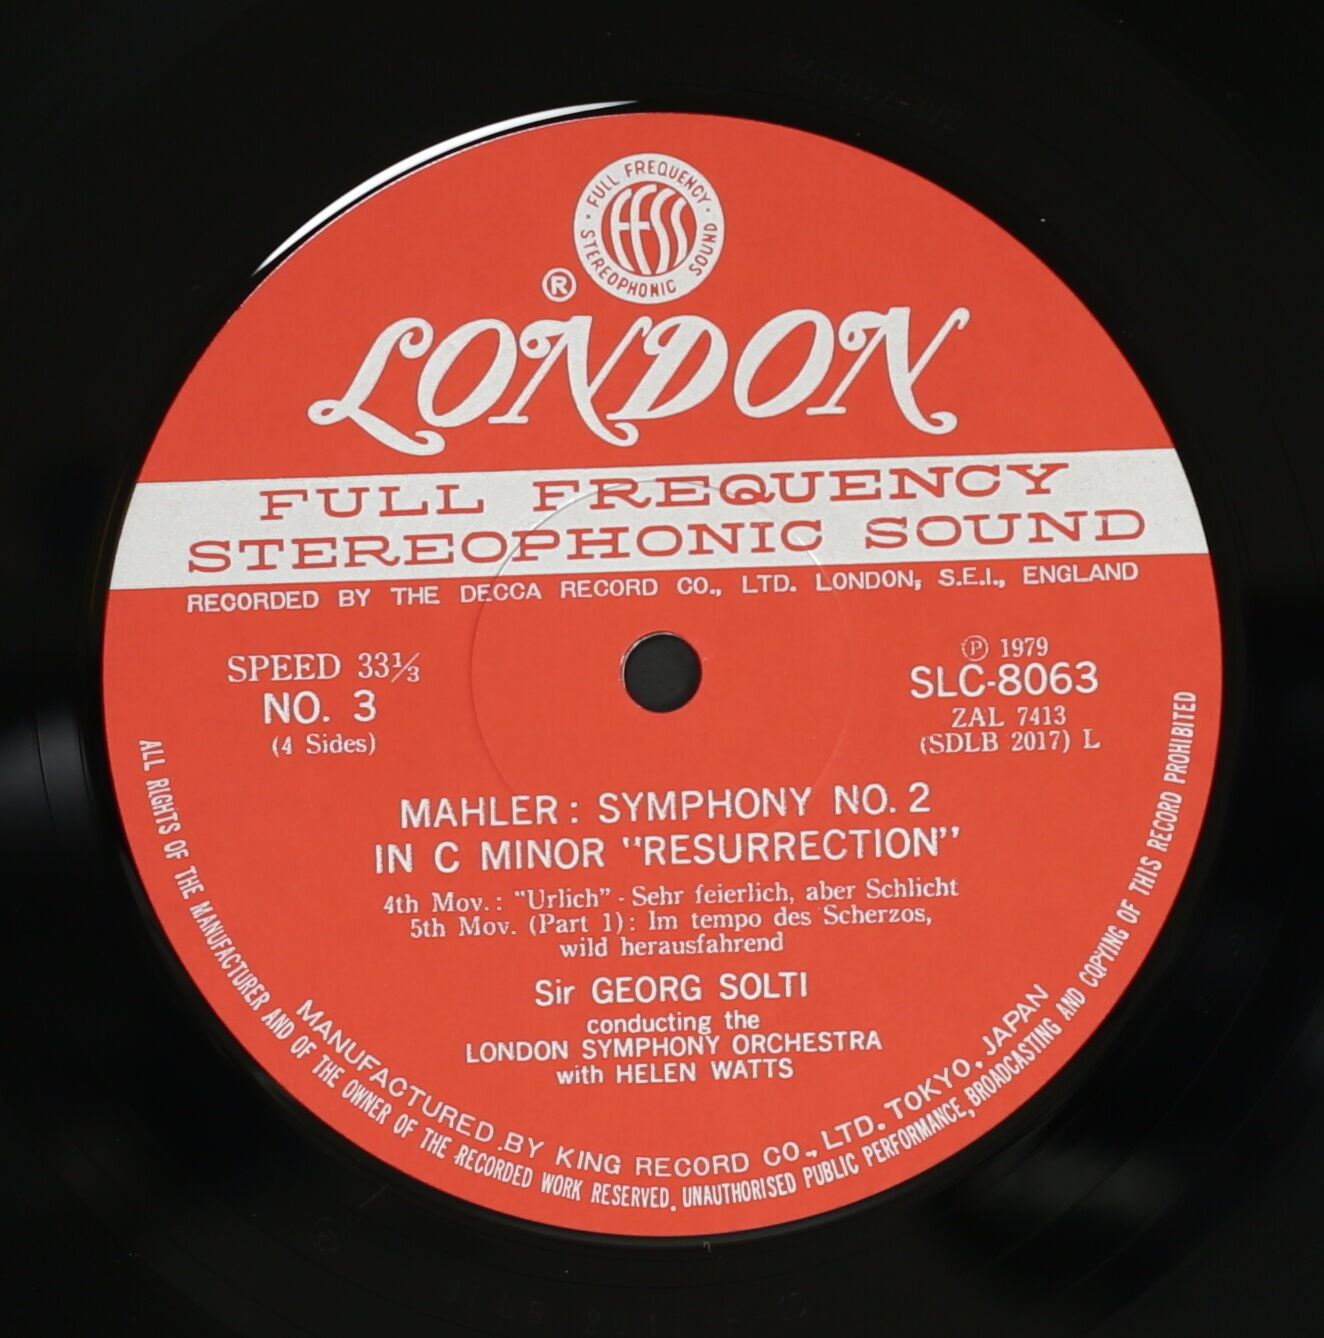 · FULL FREQUENCY ·
STEREOPHONIC SOUND
FFSS
®
LONDON
FULL FREQUENCY
STEREOPHONIC SOUND
RECORDED BY THE DECCA RECORD CO., LTD. LONDON, S.E.I., ENGLAND
SPEED 33⅓
NO. 3
(4 Sides)
Ⓟ 1979
SLC-8063
ZAL 7413
(SDLB 2017) L
MAHLER: SYMPHONY NO. 2
IN C MINOR "RESURRECTION"
4th Mov.: "Urlich" - Sehr feierlich, aber Schlicht
5th Mov. (Part 1): Im tempo des Scherzos,
wild herausfahrend
Sir GEORG SOLTI
conducting the
LONDON SYMPHONY ORCHESTRA
with HELEN WATTS
MANUFACTURED BY KING RECORD CO., LTD. TOKYO, JAPAN
ALL RIGHTS OF THE MANUFACTURER AND OF THE OWNER OF THE RECORDED WORK RESERVED. UNAUTHORISED PUBLIC PERFORMANCE, BROADCASTING AND COPYING OF THIS RECORD PROHIBITED